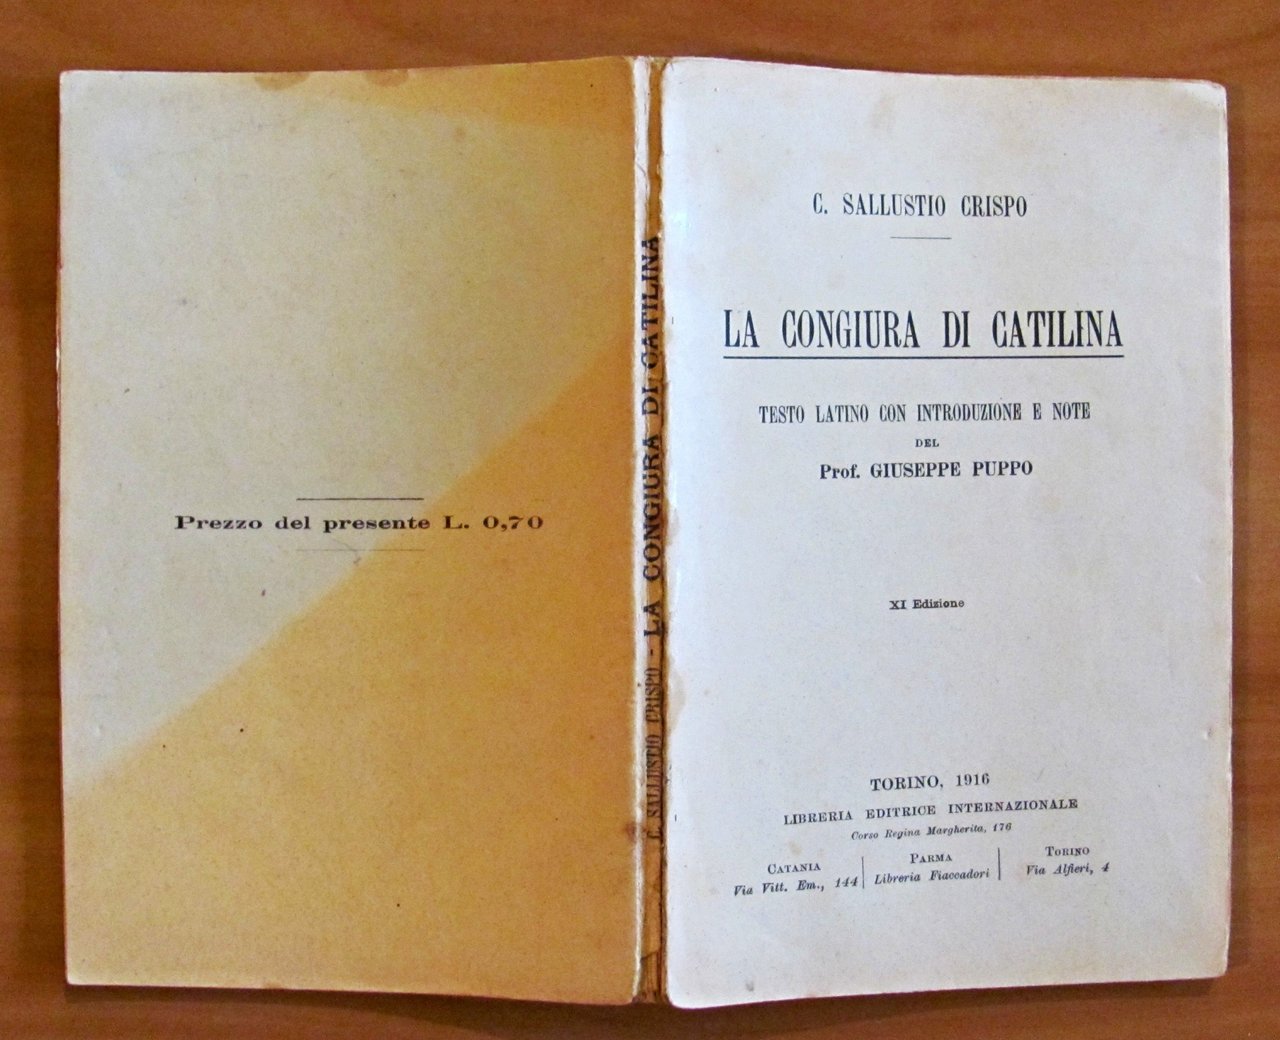 Prezzo del presente L. 0,70
C. SALLUSTIO CRISPO - LA CONGIURA DI CATILINA
C. SALLUSTIO CRISPO
LA CONGIURA DI CATILINA
TESTO LATINO CON INTRODUZIONE E NOTE
DEL
Prof. GIUSEPPE PUPPO
XI Edizione
TORINO, 1916
LIBRERIA EDITRICE INTERNAZIONALE
Corso Regina Margherita, 176
CATANIA
Via Vitt. Em., 144
PARMA
Libreria Fiaccadori
TORINO
Via Alfieri, 4